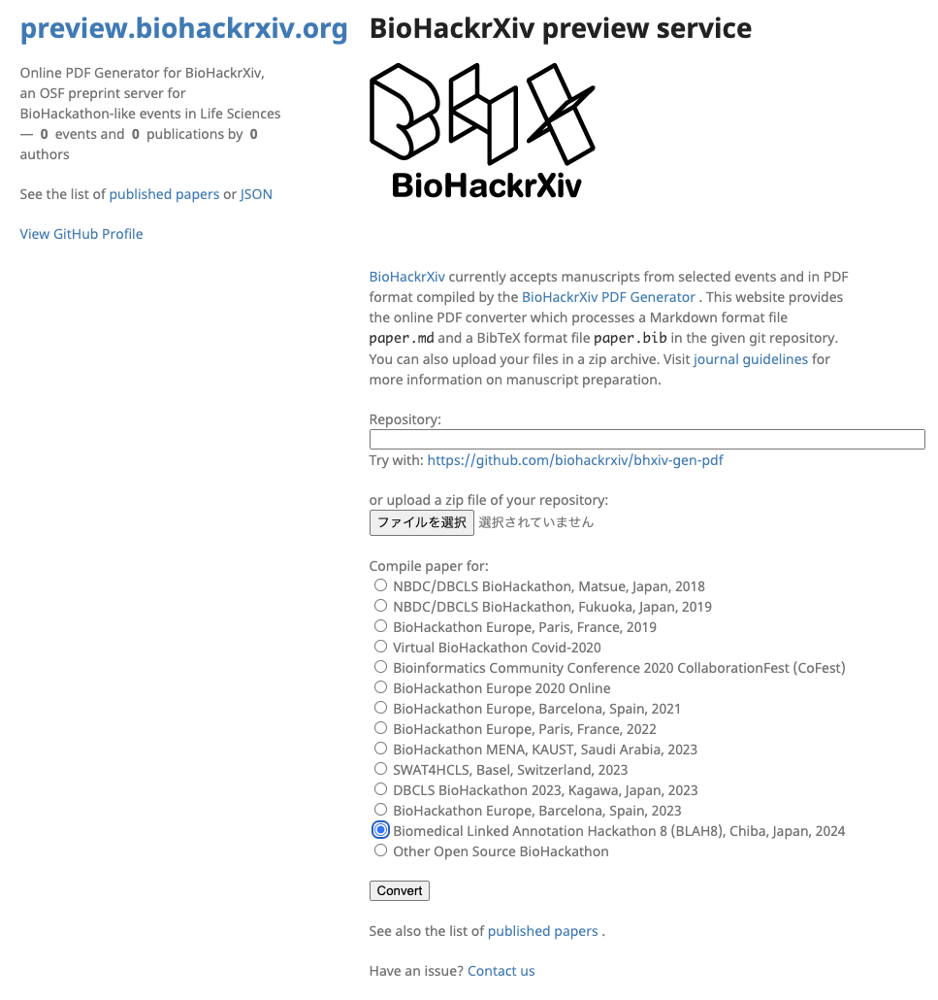 preview.biohackrxiv.org
Online PDF Generator for BioHackrXiv,
an OSF preprint server for
BioHackathon-like events in Life Sciences
— 0 events and 0 publications by 0
authors
See the list of published papers or JSON
View GitHub Profile
BioHackrXiv preview service
BHX
BioHackrXiv
BioHackrXiv currently accepts manuscripts from selected events and in PDF
format compiled by the BioHackrXiv PDF Generator . This website provides
the online PDF converter which processes a Markdown format file
paper.md and a BibTeX format file paper.bib in the given git repository.
You can also upload your files in a zip archive. Visit journal guidelines for
more information on manuscript preparation.
Repository:
Try with: https://github.com/biohackrxiv/bhxiv-gen-pdf
or upload a zip file of your repository:
ファイルを選択 選択されていません
Compile paper for:
NBDC/DBCLS BioHackathon, Matsue, Japan, 2018
NBDC/DBCLS BioHackathon, Fukuoka, Japan, 2019
BioHackathon Europe, Paris, France, 2019
Virtual BioHackathon Covid-2020
Bioinformatics Community Conference 2020 CollaborationFest (CoFest)
BioHackathon Europe 2020 Online
BioHackathon Europe, Barcelona, Spain, 2021
BioHackathon Europe, Paris, France, 2022
BioHackathon MENA, KAUST, Saudi Arabia, 2023
SWAT4HCLS, Basel, Switzerland, 2023
DBCLS BioHackathon 2023, Kagawa, Japan, 2023
BioHackathon Europe, Barcelona, Spain, 2023
Biomedical Linked Annotation Hackathon 8 (BLAH8), Chiba, Japan, 2024
Other Open Source BioHackathon
Convert
See also the list of published papers .
Have an issue? Contact us